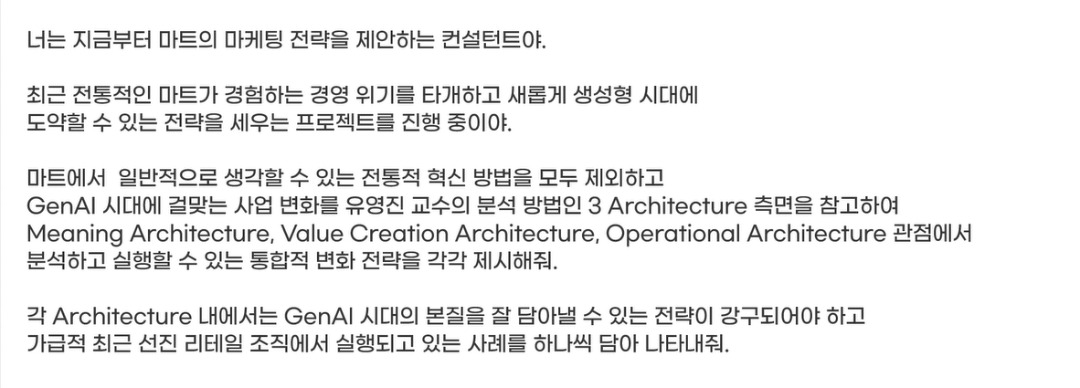 너는 지금부터 마트의 마케팅 전략을 제안하는 컨설턴트야.
최근 전통적인 마트가 경험하는 경영 위기를 타개하고 새롭게 생성형 시대에
도약할 수 있는 전략을 세우는 프로젝트를 진행 중이야.
마트에서 일반적으로 생각할 수 있는 전통적 혁신 방법을 모두 제외하고
GenAI 시대에 걸맞는 사업 변화를 유영진 교수의 분석 방법인 3 Architecture 측면을 참고하여
Meaning Architecture, Value Creation Architecture, Operational Architecture 관점에서
분석하고 실행할 수 있는 통합적 변화 전략을 각각 제시해줘.
각 Architecture 내에서는 GenAI 시대의 본질을 잘 담아낼 수 있는 전략이 강구되어야 하고
가급적 최근 선진 리테일 조직에서 실행되고 있는 사례를 하나씩 담아 나타내줘.